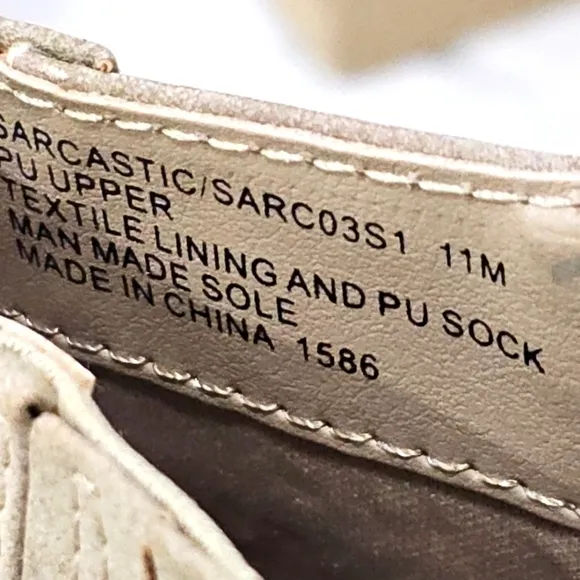 SARCASTIC/SARC03S1 11M
PU UPPER
TEXTILE LINING AND PU SOCK
MAN MADE SOLE
MADE IN CHINA 1586